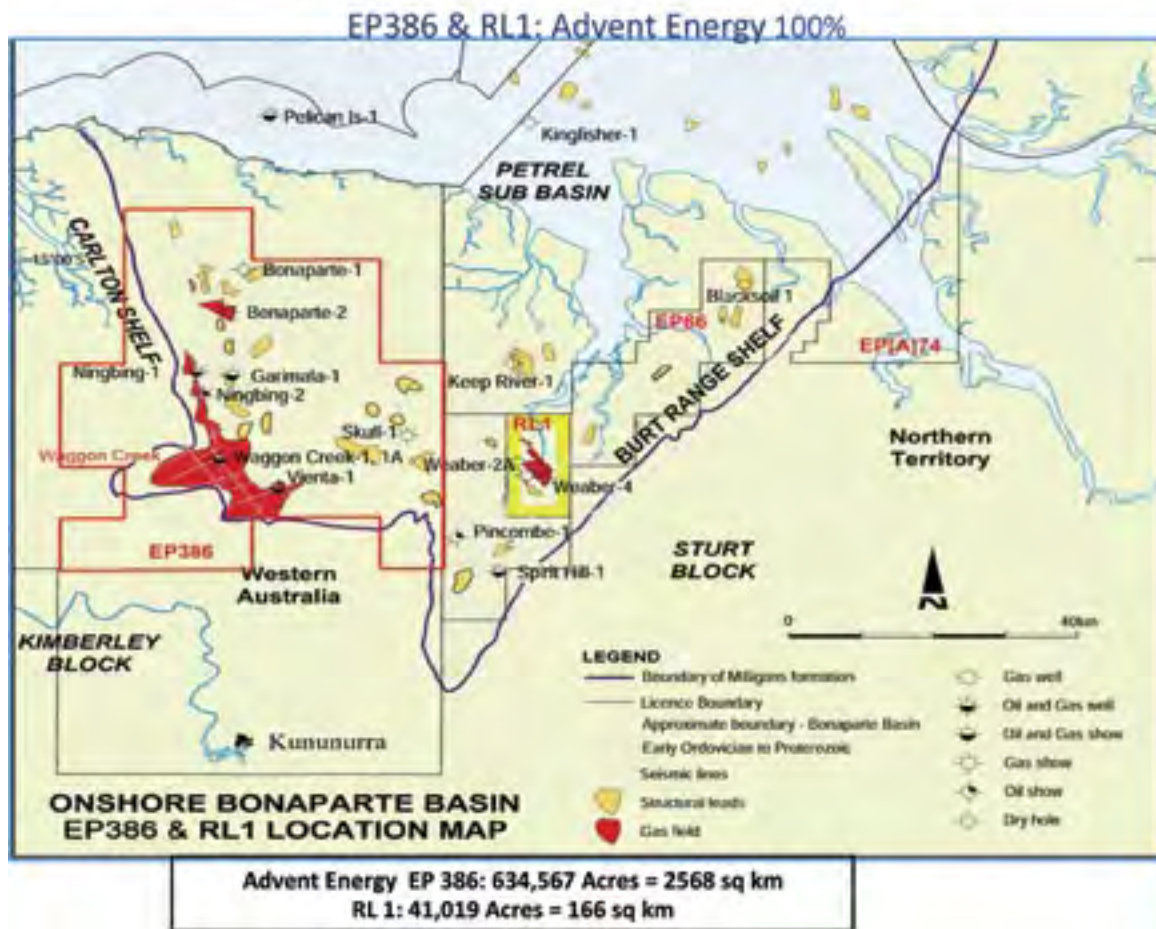 EP386 & RL1: Advent Energy 100%
Pelican Is-1
Kinglisher-1
PETREL
SUB BASIN
CARLTON SHELF
15°00'S
Bonaparte-1
Bonaparte-2
Blacksoil 1
EP66
EP[A]74
BURT RANGE SHELF
Ningbing-1
Garimala-1
Ningbing-2
Keep River-1
Skull-1
RL1
Northern
Territory
Waggon Creek
Waggon Creek-1, 1A
Weaber-2A
Vienta-1
Weaber-4
Pincombe-1
EP386
Western
Australia
Spirit Hill-1
STURT
BLOCK
N
KIMBERLEY
BLOCK
0
40km
LEGEND
Boundary of Milligans formation
Licence Boundary
Approximate boundary - Bonaparte Basin
Early Ordovician to Proterozoic
Seismic lines
Structural leads
Gas field
Gas well
Oil and Gas well
Oil and Gas show
Gas show
Oil show
Dry hole
Kununurra
ONSHORE BONAPARTE BASIN
EP386 & RL1 LOCATION MAP
Advent Energy EP 386: 634,567 Acres = 2568 sq km
RL 1: 41,019 Acres = 166 sq km